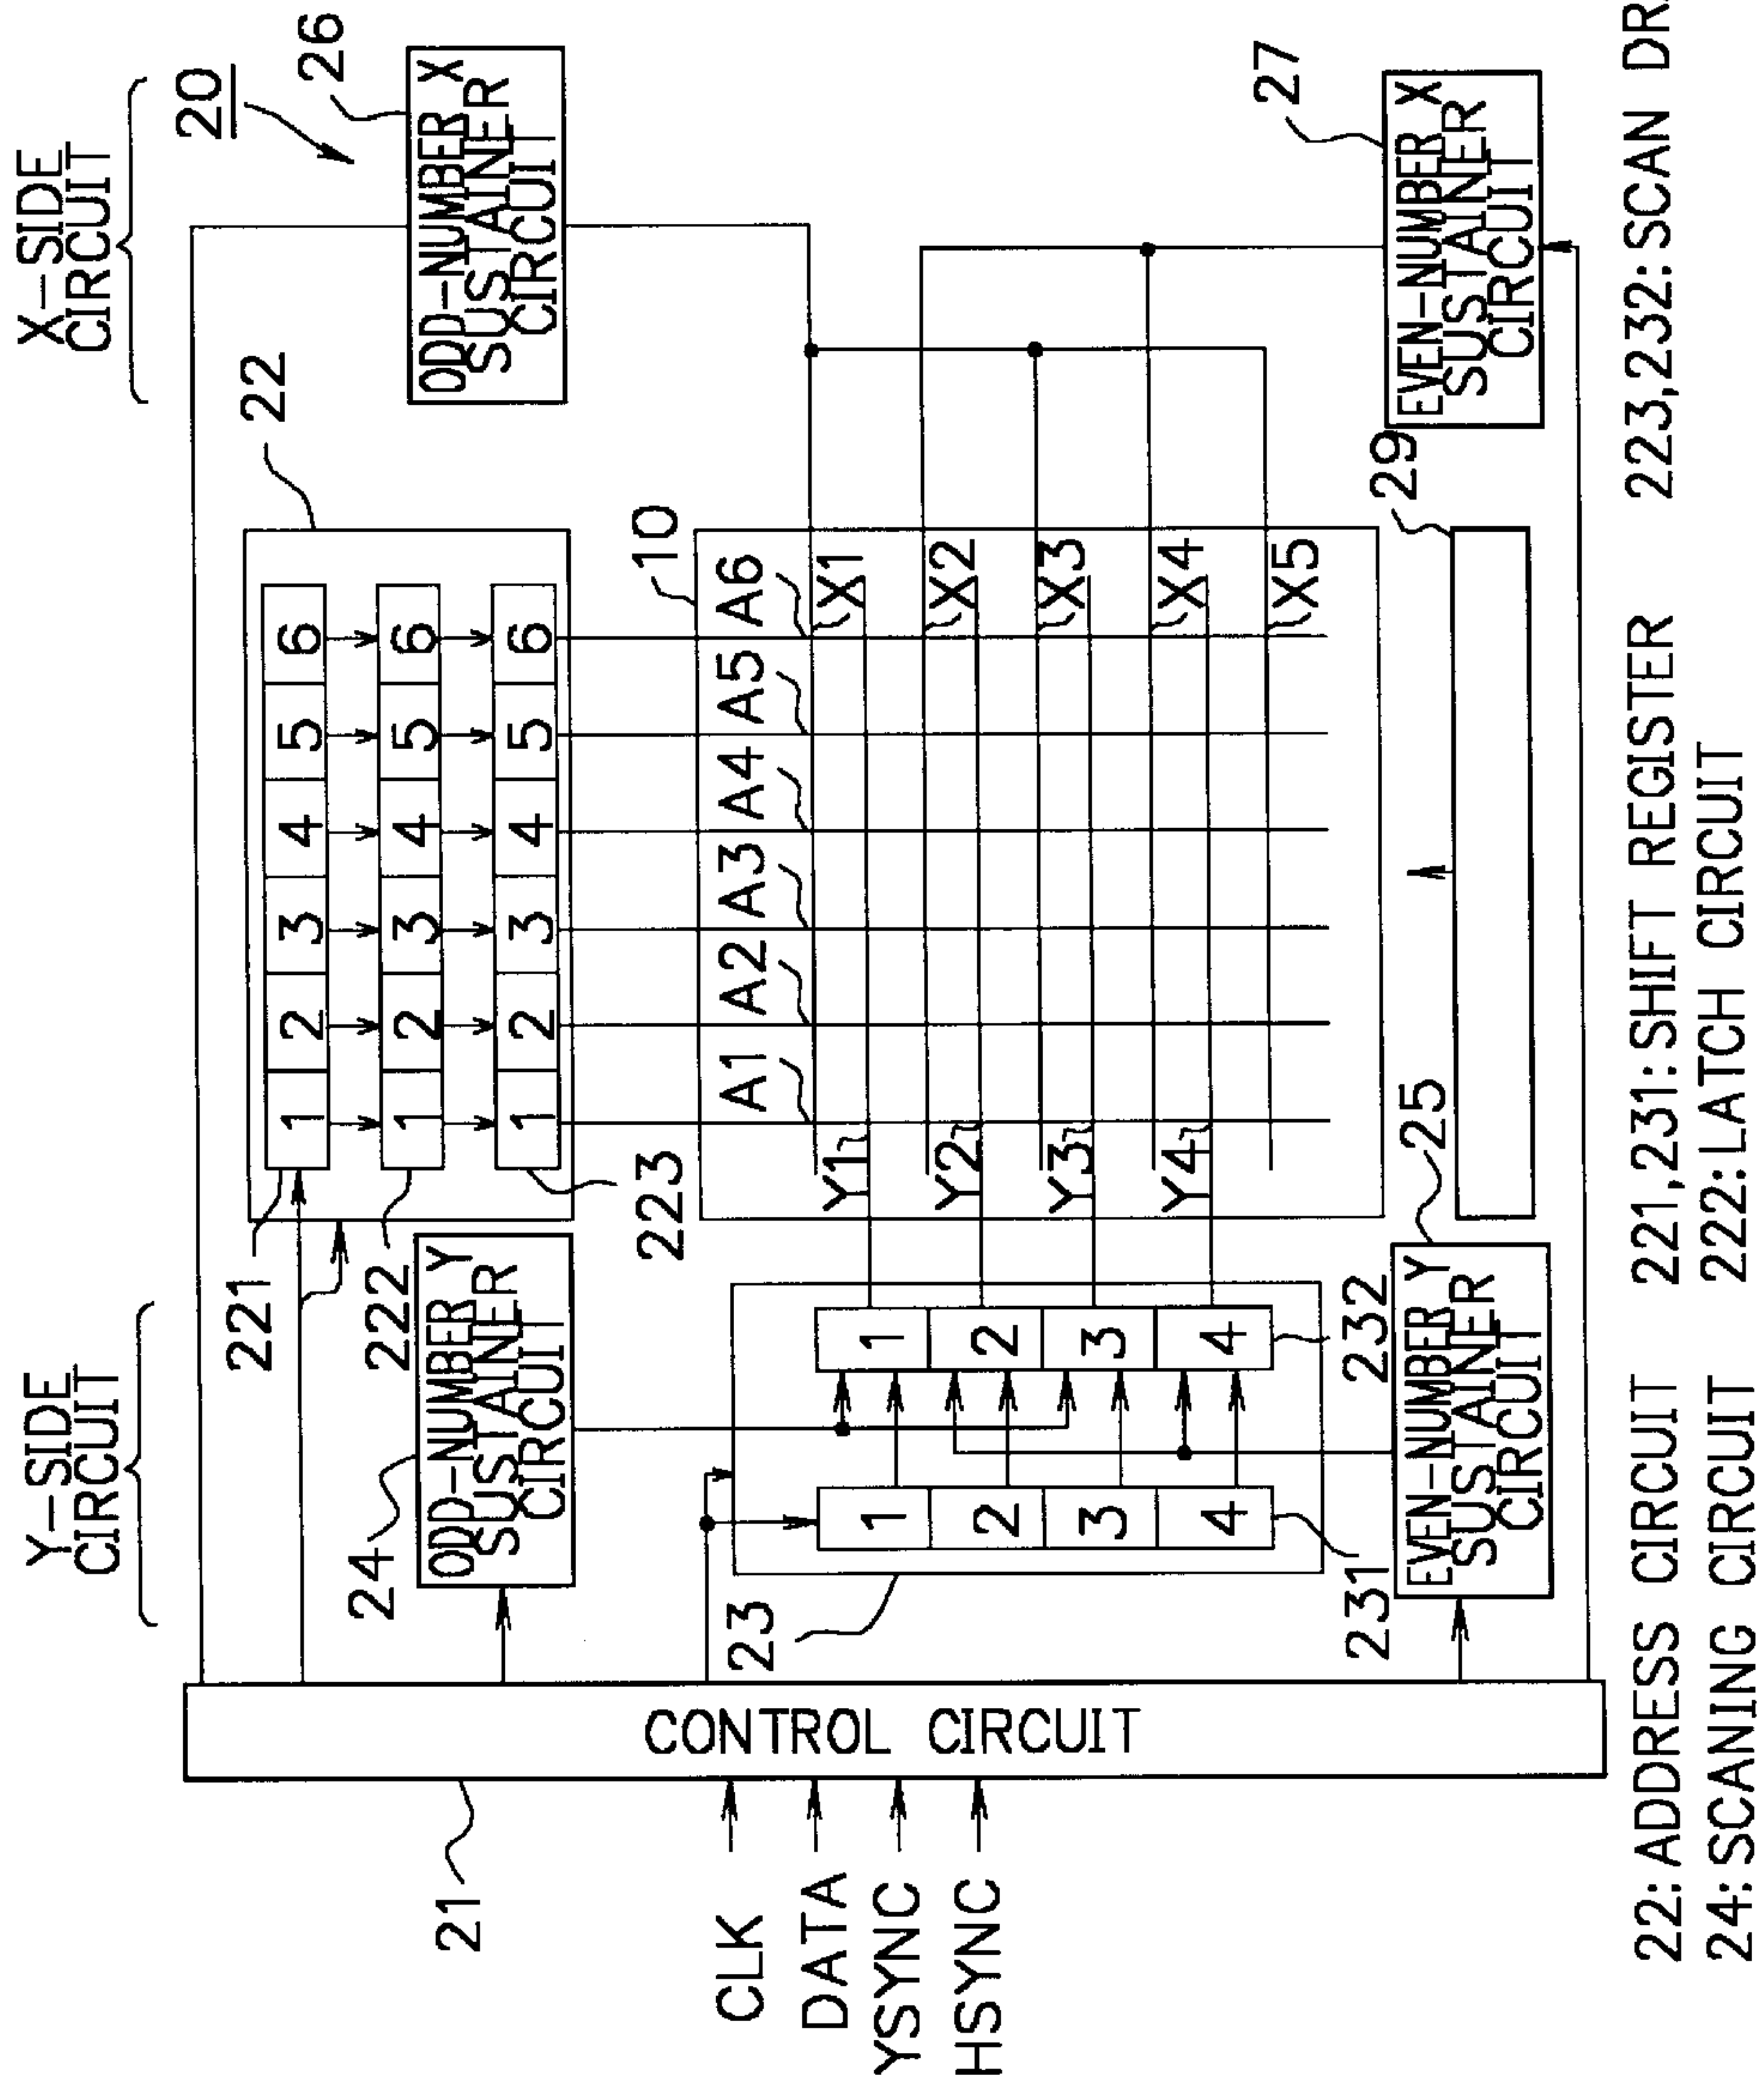 Y-SIDE
CIRCUIT
X-SIDE
CIRCUIT
20
22
26
221
222
223
1 2 3 4 5 6
1 2 3 4 5 6
1 2 3 4 5 6
24
ODD-NUMBER Y
SUSTAINER
CIRCUIT
ODD-NUMBER X
SUSTAINER
CIRCUIT
10
A1 A2 A3 A4 A5 A6
21
CONTROL CIRCUIT
CLK
DATA
YSYNC
HSYNC
23
1
2
3
4
231
1
2
3
4
232
Y1
Y2
Y3
Y4
X1
X2
X3
X4
X5
25
EVEN-NUMBER Y
SUSTAINER
CIRCUIT
29
27
EVEN-NUMBER X
SUSTAINER
CIRCUIT
22:ADDRESS CIRCUIT 221,231:SHIFT REGISTER 223,232:SCAN DR
24:SCANING CIRCUIT 222:LATCH CIRCUIT